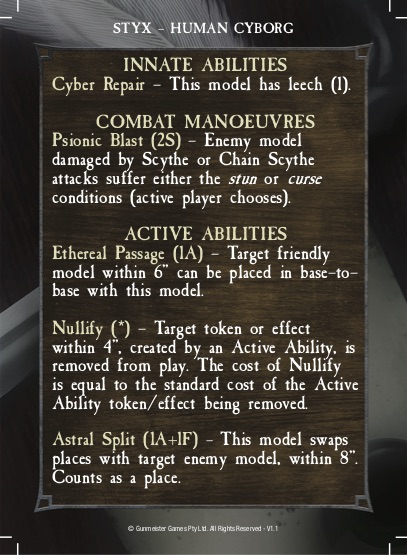 STYX – HUMAN CYBORG
INNATE ABILITIES
Cyber Repair – This model has leech (1).
COMBAT MANOEUVRES
Psionic Blast (2S) – Enemy model
damaged by Scythe or Chain Scythe
attacks suffer either the stun or curse
conditions (active player chooses).
ACTIVE ABILITIES
Ethereal Passage (1A) – Target friendly
model within 6" can be placed in base-to-
base with this model.
Nullify (*) – Target token or effect
within 4", created by an Active Ability, is
removed from play. The cost of Nullify
is equal to the standard cost of the Active
Ability token/effect being removed.
Astral Split (1A+1F) – This model swaps
places with target enemy model, within 8".
Counts as a place.
© Gunmeister Games Pty Ltd. All Rights Reserved - V1.1